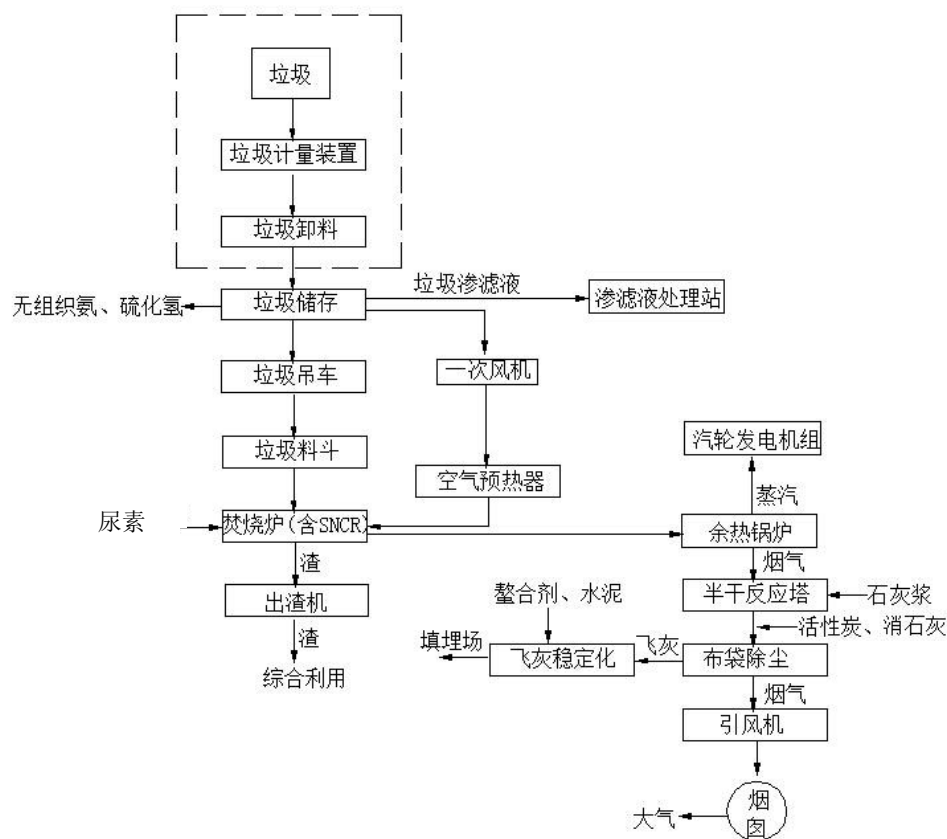 垃圾
垃圾计量装置
垃圾卸料
垃圾渗滤液
无组织氨、硫化氢
垃圾储存
渗滤液处理站
垃圾吊车
一次风机
汽轮发电机组
垃圾料斗
空气预热器
蒸汽
尿素
焚烧炉(含SNCR)
余热锅炉
渣
烟气
出渣机
螯合剂、水泥
半干反应塔
石灰浆
活性炭、消石灰
渣
填埋场
飞灰稳定化
飞灰
布袋除尘
综合利用
烟气
引风机
大气
烟
囱